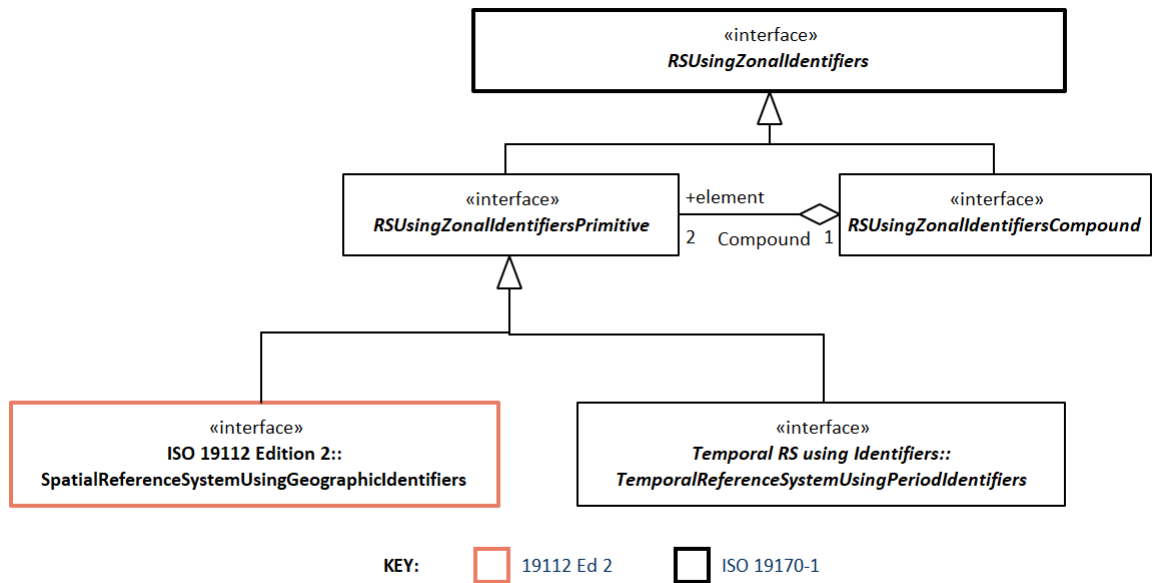 «interface»
RSUsingZonalIdentifiers
«interface»
RSUsingZonalIdentifiersPrimitive
+element
2 Compound 1
«interface»
RSUsingZonalIdentifiersCompound
«interface»
ISO 19112 Edition 2::
SpatialReferenceSystemUsingGeographicIdentifiers
«interface»
Temporal RS using Identifiers::
TemporalReferenceSystemUsingPeriodIdentifiers
KEY: 19112 Ed 2 ISO 19170-1